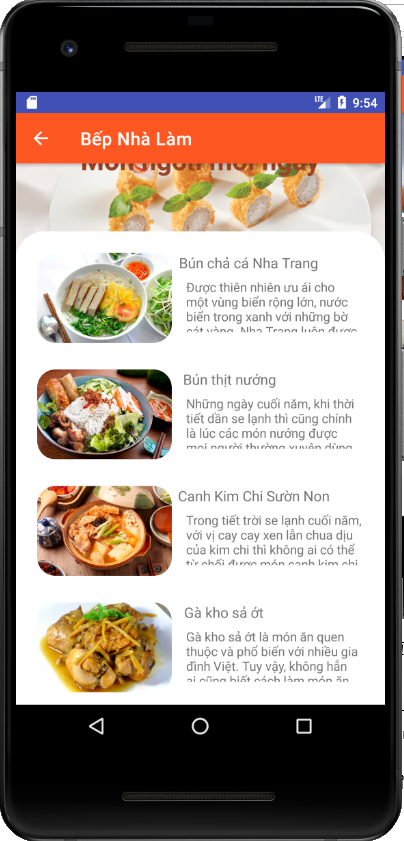 LTE 9:54
Bếp Nhà Làm
Món ngon mỗi ngày
Bún chả cá Nha Trang
Được thiên nhiên ưu ái cho
một vùng biển rộng lớn, nước
biển trong xanh với những bờ
cát vàng, Nha Trang luôn được
Bún thịt nướng
Những ngày cuối năm, khi thời
tiết dần se lạnh thì cũng chính
là lúc các món nướng được
mọi người thường xuyên dùng
Canh Kim Chi Sườn Non
Trong tiết trời se lạnh cuối năm,
với vị cay cay xen lẫn chua dịu
của kim chi thì không ai có thể
từ chối được món canh kim chi
Gà kho sả ớt
Gà kho sả ớt là món ăn quen
thuộc và phổ biến với nhiều gia
đình Việt. Tuy vậy, không hẳn
ai cũng biết cách làm món ăn